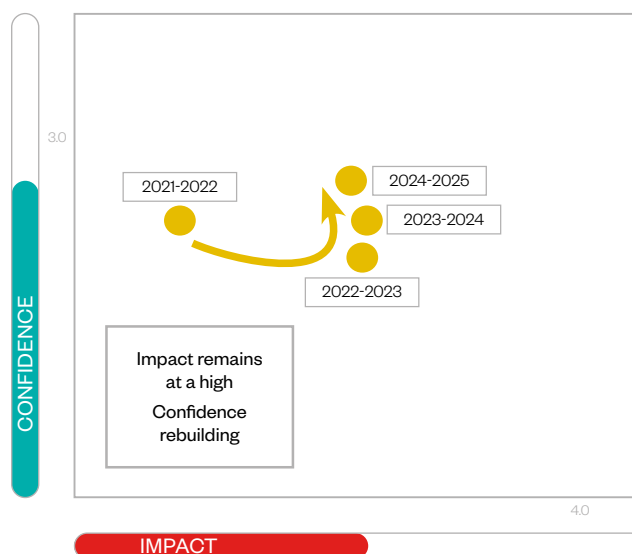 3.0
2021-2022
2024-2025
2023-2024
2022-2023
CONFIDENCE
Impact remains
at a high
Confidence
rebuilding
4.0
IMPACT